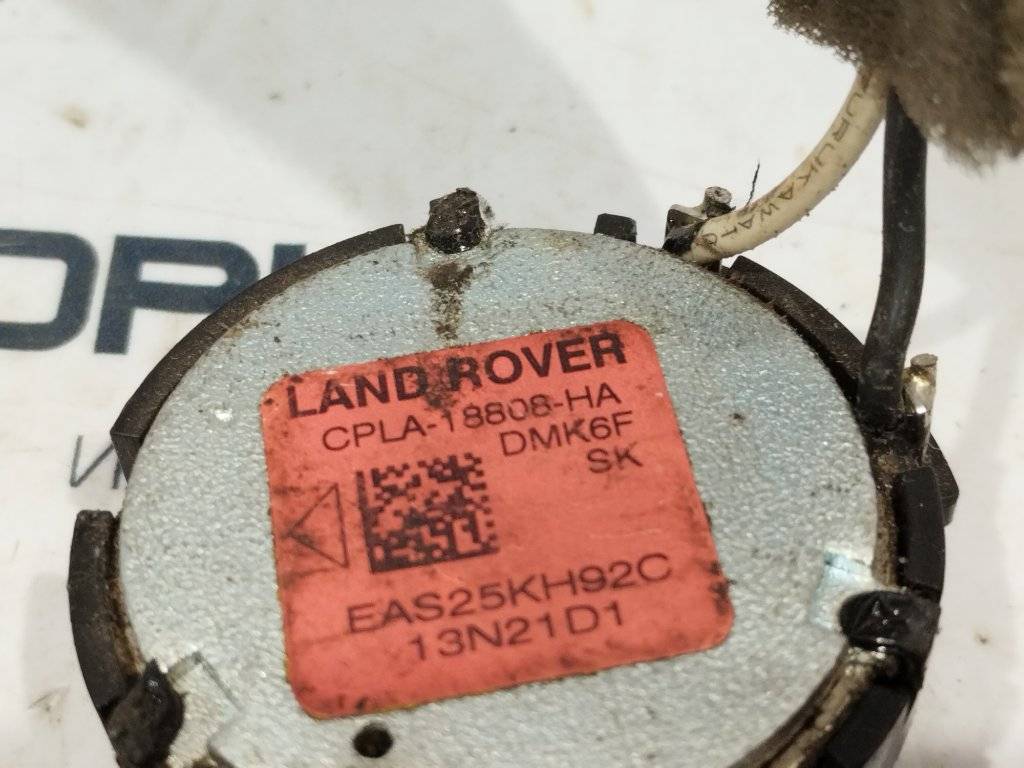 LAND ROVER
CPLA-18808-HA
DMK6F
SK
EAS25KH92C
13N21D1